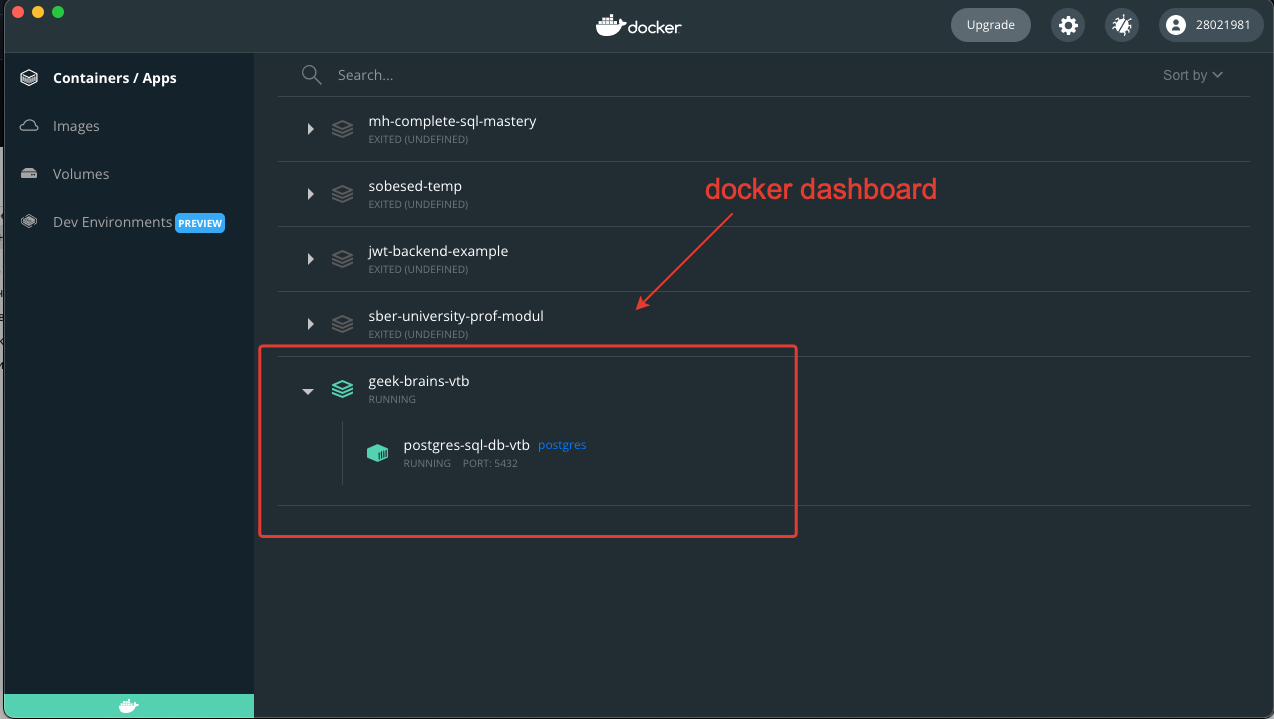 docker
Upgrade
28021981
Containers / Apps
Images
Volumes
Dev Environments PREVIEW
Search...
Sort by
mh-complete-sql-mastery
EXITED (UNDEFINED)
sobesed-temp
EXITED (UNDEFINED)
docker dashboard
jwt-backend-example
EXITED (UNDEFINED)
sber-university-prof-modul
EXITED (UNDEFINED)
geek-brains-vtb
RUNNING
postgres-sql-db-vtb postgres
RUNNING PORT: 5432